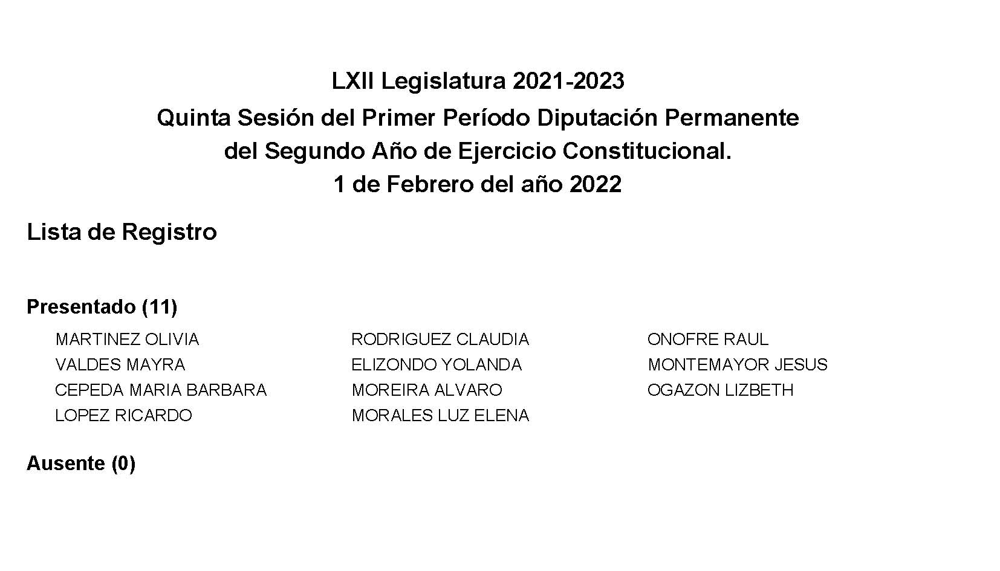 LXII Legislatura 2021-2023
Quinta Sesión del Primer Período Diputación Permanente
del Segundo Año de Ejercicio Constitucional.
1 de Febrero del año 2022
Lista de Registro
Presentado (11)
MARTINEZ OLIVIA RODRIGUEZ CLAUDIA ONOFRE RAUL
VALDES MAYRA ELIZONDO YOLANDA MONTEMAYOR JESUS
CEPEDA MARIA BARBARA MOREIRA ALVARO OGAZON LIZBETH
LOPEZ RICARDO MORALES LUZ ELENA
Ausente (0)